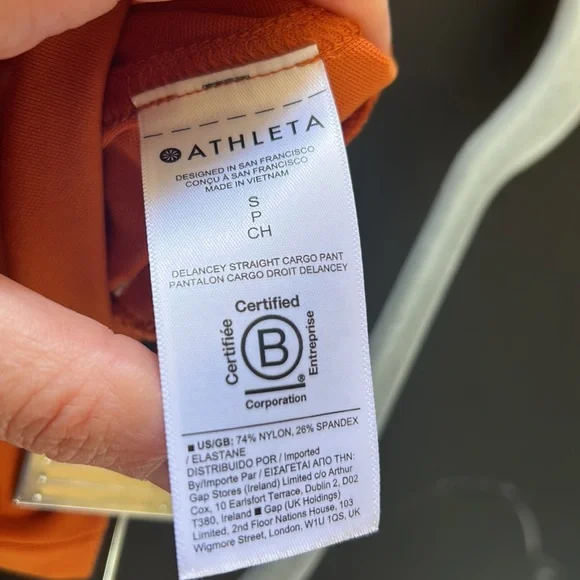 ATHLETA
DESIGNED IN SAN FRANCISCO
CONÇU À SAN FRANCISCO
MADE IN VIETNAM
S
P
CH
DELANCEY STRAIGHT CARGO PANT
PANTALON CARGO DROIT DELANCEY
Certified
Certifiée
B
Entreprise
®
Corporation
■ US/GB: 74% NYLON, 26% SPANDEX
/ ELASTANE
DISTRIBUIDO POR / Imported
By/Importe par / ΕΙΣΑΓΕΤΑΙ ΑΠΟ ΤΗΝ:
Gap Stores (Ireland) Limited c/o Arthur
Cox, 10 Earlsfort Terrace, Dublin 2, D02
T380, Ireland ■ Gap (UK Holdings)
Limited, 2nd Floor Nations House, 103
Wigmore Street, London, W1U 1QS, UK